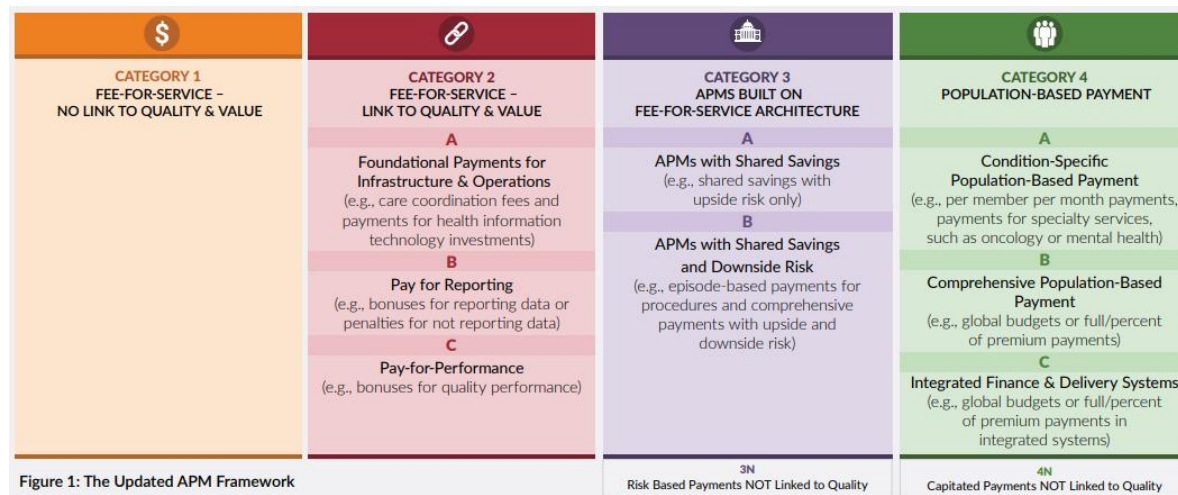 $
CATEGORY 1
FEE-FOR-SERVICE –
NO LINK TO QUALITY & VALUE
CATEGORY 2
FEE-FOR-SERVICE –
LINK TO QUALITY & VALUE
A
Foundational Payments for
Infrastructure & Operations
(e.g., care coordination fees and
payments for health information
technology investments)
B
Pay for Reporting
(e.g., bonuses for reporting data or
penalties for not reporting data)
C
Pay-for-Performance
(e.g., bonuses for quality performance)
CATEGORY 3
APMS BUILT ON
FEE-FOR-SERVICE ARCHITECTURE
A
APMs with Shared Savings
(e.g., shared savings with
upside risk only)
B
APMs with Shared Savings
and Downside Risk
(e.g., episode-based payments for
procedures and comprehensive
payments with upside and
downside risk)
3N
Risk Based Payments NOT Linked to Quality
CATEGORY 4
POPULATION-BASED PAYMENT
A
Condition-Specific
Population-Based Payment
(e.g., per member per month payments,
payments for specialty services,
such as oncology or mental health)
B
Comprehensive Population-Based
Payment
(e.g., global budgets or full/percent
of premium payments)
C
Integrated Finance & Delivery Systems
(e.g., global budgets or full/percent
of premium payments in
integrated systems)
4N
Capitated Payments NOT Linked to Quality
Figure 1: The Updated APM Framework